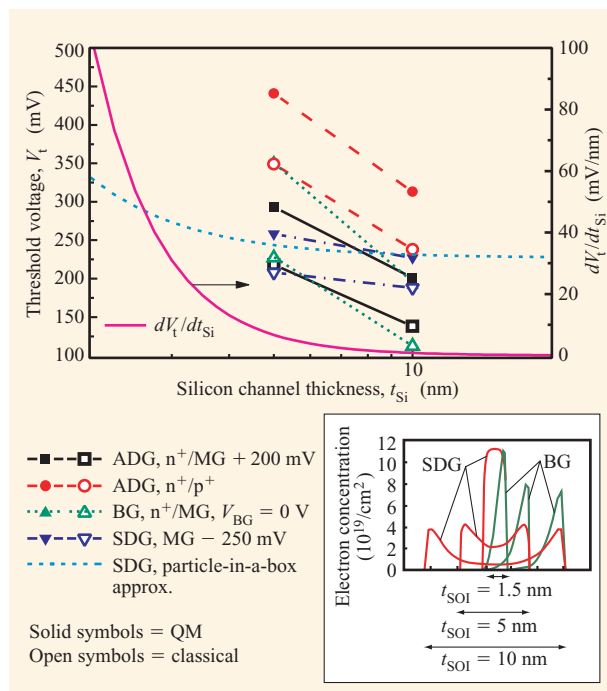 500
450
400
350
300
250
200
150
100
Threshold voltage, Vt (mV)
100
80
60
40
20
0
dVt/dtSi (mV/nm)
dVt/dtSi
10
Silicon channel thickness, tSi (nm)
ADG, n+/MG + 200 mV
ADG, n+/p+
BG, n+/MG, VBG = 0 V
SDG, MG − 250 mV
SDG, particle-in-a-box
approx.
Solid symbols = QM
Open symbols = classical
Electron concentration
(10^19/cm^2)
12
10
8
6
4
2
0
SDG
BG
tSOI = 1.5 nm
tSOI = 5 nm
tSOI = 10 nm